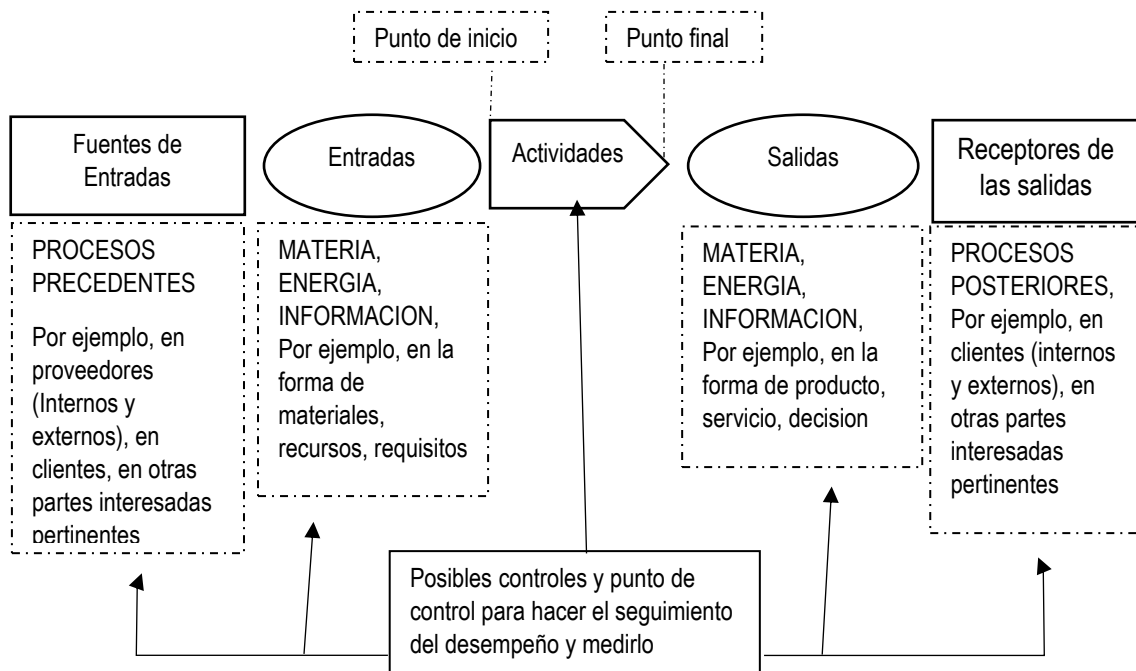 Punto de inicio
Punto final
Fuentes de
Entradas
Entradas
Actividades
Salidas
Receptores de
las salidas
PROCESOS
PRECEDENTES
Por ejemplo, en
proveedores
(Internos y
externos), en
clientes, en otras
partes interesadas
pertinentes
MATERIA,
ENERGIA,
INFORMACION,
Por ejemplo, en la
forma de
materiales,
recursos, requisitos
MATERIA,
ENERGIA,
INFORMACION,
Por ejemplo, en la
forma de producto,
servicio, decision
PROCESOS
POSTERIORES,
Por ejemplo, en
clientes (internos
y externos), en
otras partes
interesadas
pertinentes
Posibles controles y punto de
control para hacer el seguimiento
del desempeño y medirlo